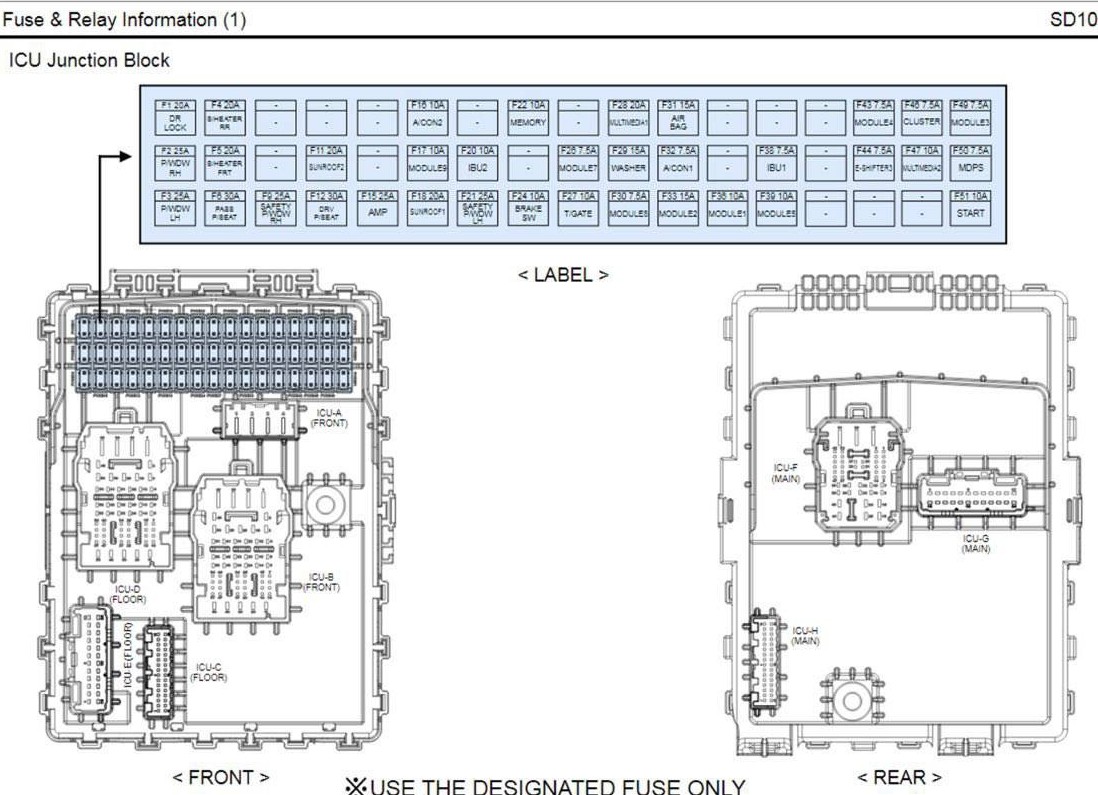 Fuse & Relay Information (1)
SD10
ICU Junction Block
F1 20A DR LOCK
F4 20A S/HEATER RR
- -
- -
- -
F16 10A A/CON2
- -
F22 10A MEMORY
- -
F28 20A MULTIMEDIA1
F31 15A AIR BAG
- -
- -
- -
F43 7.5A MODULE4
F46 7.5A CLUSTER
F49 7.5A MODULE3
F2 25A P/WDW RH
F5 20A S/HEATER FRT
- -
F11 20A SUNROOF2
- -
F17 10A MODULE9
F20 10A IBU2
- -
F26 7.5A MODULE7
F29 15A WASHER
F32 7.5A A/CON1
- -
F38 7.5A IBU1
- -
F44 7.5A E-SHIFTER3
F47 10A MULTIMEDIA2
F50 7.5A MDPS
F3 25A P/WDW LH
F6 30A PASS P/SEAT
F9 25A SAFETY P/WDW RH
F12 30A DRV P/SEAT
F15 25A AMP
F18 20A SUNROOF1
F21 25A SAFETY P/WDW LH
F24 10A BRAKE SW
F27 10A T/GATE
F30 7.5A
F33 15A MODULE2
F36 10A MODULE1
F39 10A
- -
- -
- -
F51 10A START
< LABEL >
ICU-A
(FRONT)
ICU-D
(FLOOR)
ICU-B
(FRONT)
ICU-E(FLOOR)
ICU-C
(FLOOR)
ICU-F
(MAIN)
ICU-G
(MAIN)
ICU-H
(MAIN)
< FRONT >
※USE THE DESIGNATED FUSE ONLY
< REAR >